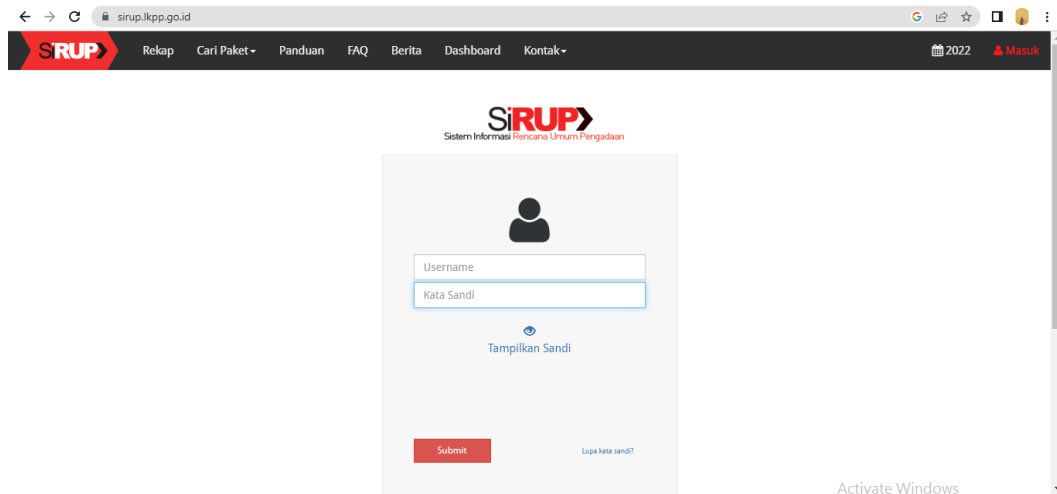 sirup.lkpp.go.id
SiRUP Rekap Cari Paket Panduan FAQ Berita Dashboard Kontak 2022 Masuk
SiRUP
Sistem Informasi Rencana Umum Pengadaan
Username
Kata Sandi
Tampilkan Sandi
Submit Lupa kata sandi?
Activate Windows